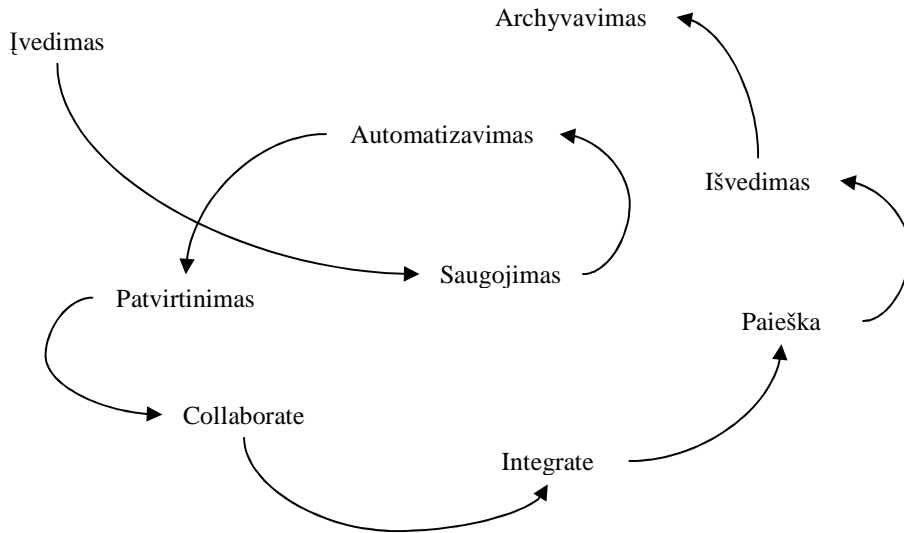 Archyvavimas
Įvedimas
Automatizavimas
Išvedimas
Saugojimas
Patvirtinimas
Paieška
Collaborate
Integrate